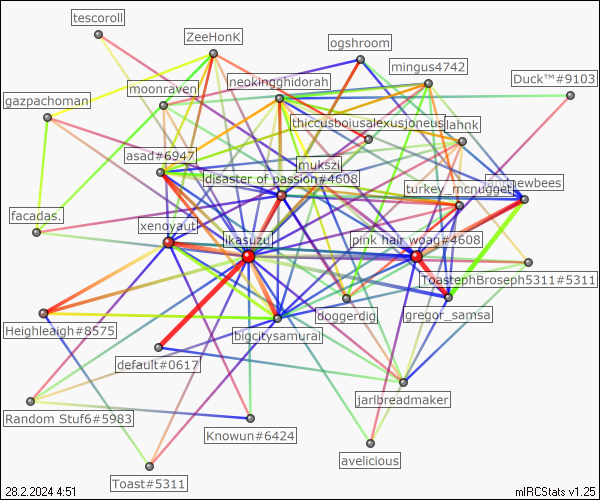 tescoroll
ZeeHonK
ogshroom
mingus4742
Duck™#9103
moonraven
neokingghidorah
gazpachoman
thiccusboiusalexusjoneus
lahnk
asad#6947
mukszi
disaster of passion#4608
turkey_mcnugget
facadas.
xenoyaut
ikasuzu
pink hair woag#4608
ToastephBroseph5311#5311
doggerdig
gregor_samsa
Heighleaigh#8575
bigcitysamurai
default#0617
jarlbreadmaker
Random Stuf6#5983
Knowun#6424
avelicious
Toast#5311
28.2.2024 4:51
mIRCStats v1.25